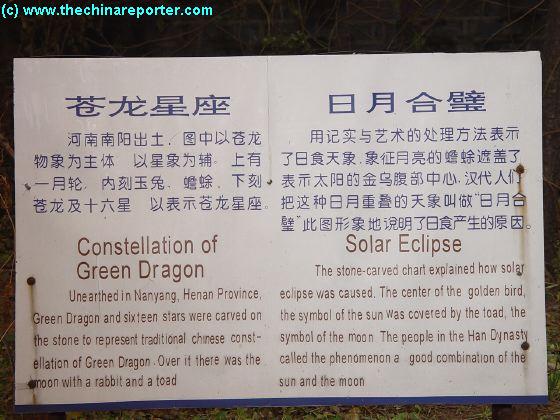 (c) www.thechinareporter.com
苍龙星座
河南南阳出土，图中以苍龙
物象为主体 以星象为辅，上有
一月轮，内刻玉兔，蟾蜍，下刻
苍龙及十六星 以表示苍龙星座。
Constellation of
Green Dragon
Unearthed in Nanyang, Henan Province,
Green Dragon and sixteen stars were carved on
the stone to represent traditional chinese const-
ellation of Green Dragon. Over it there was the
moon with a rabbit and a toad
日月合璧
用记实与艺术的处理方法表示
了日食天象，象征月亮的蟾蜍遮盖了
表示太阳的金乌腹部中心，汉代人们
把这种日月重叠的天象叫做“日月合
璧”此图形象地说明了日食产生的原因。
Solar Eclipse
The stone-carved chart explained how solar
eclipse was caused. The center of the golden bird,
the symbol of the sun was covered by the toad, the
symbol of the moon. The people in the Han Dynasty
called the phenomenon a good combination of the
sun and the moon